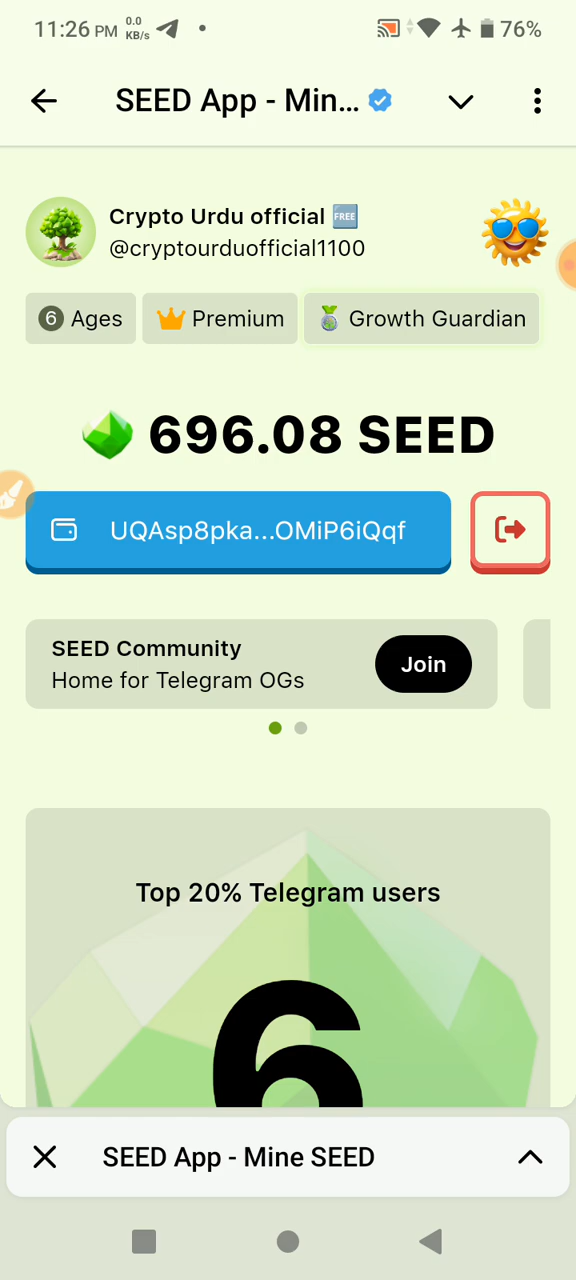 11:26 PM 0.0 KB/s 76%
SEED App - Min...
Crypto Urdu official FREE
@cryptourduofficial1100
6 Ages Premium Growth Guardian
696.08 SEED
UQAsp8pka...OMiP6iQqf
SEED Community
Home for Telegram OGs
Join
Top 20% Telegram users
6
SEED App - Mine SEED